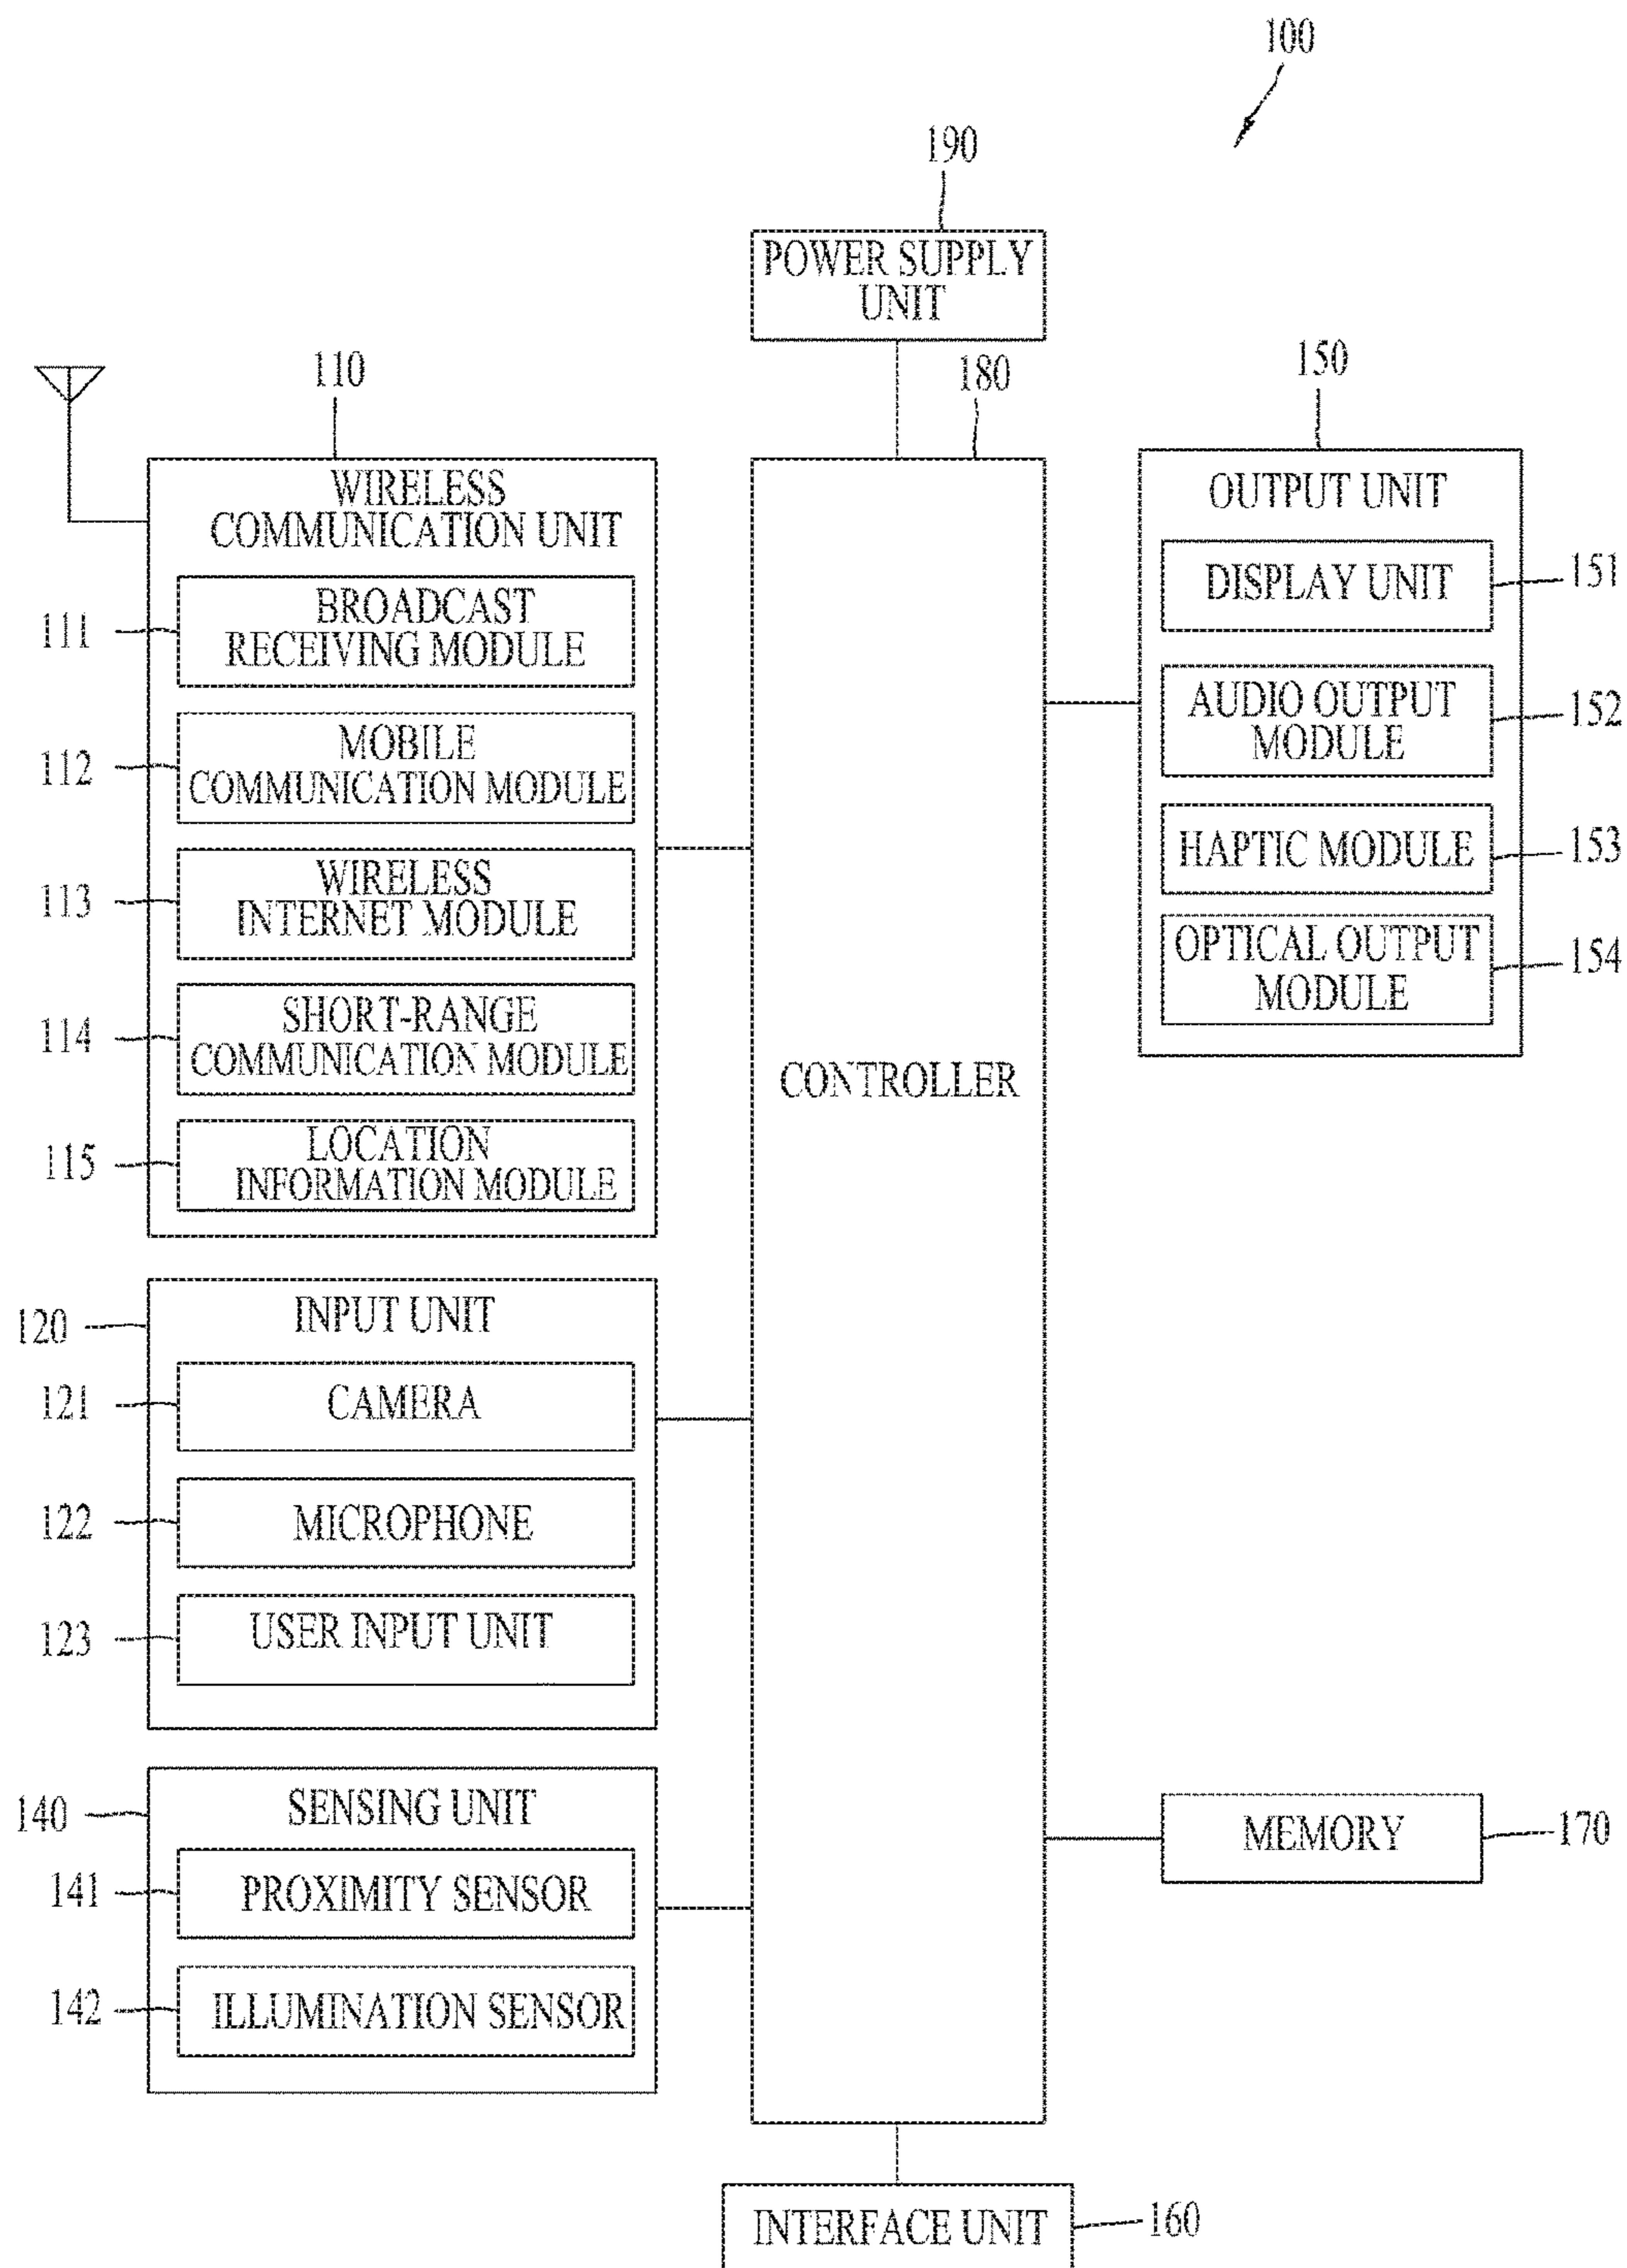 100
190
POWER SUPPLY
UNIT
110
180
150
WIRELESS
COMMUNICATION UNIT
111
BROADCAST
RECEIVING MODULE
112
MOBILE
COMMUNICATION MODULE
113
WIRELESS
INTERNET MODULE
114
SHORT-RANGE
COMMUNICATION MODULE
115
LOCATION
INFORMATION MODULE
120
INPUT UNIT
121
CAMERA
122
MICROPHONE
123
USER INPUT UNIT
140
SENSING UNIT
141
PROXIMITY SENSOR
142
ILLUMINATION SENSOR
CONTROLLER
OUTPUT UNIT
DISPLAY UNIT
151
AUDIO OUTPUT
MODULE
152
HAPTIC MODULE
153
OPTICAL OUTPUT
MODULE
154
MEMORY
170
INTERFACE UNIT
160